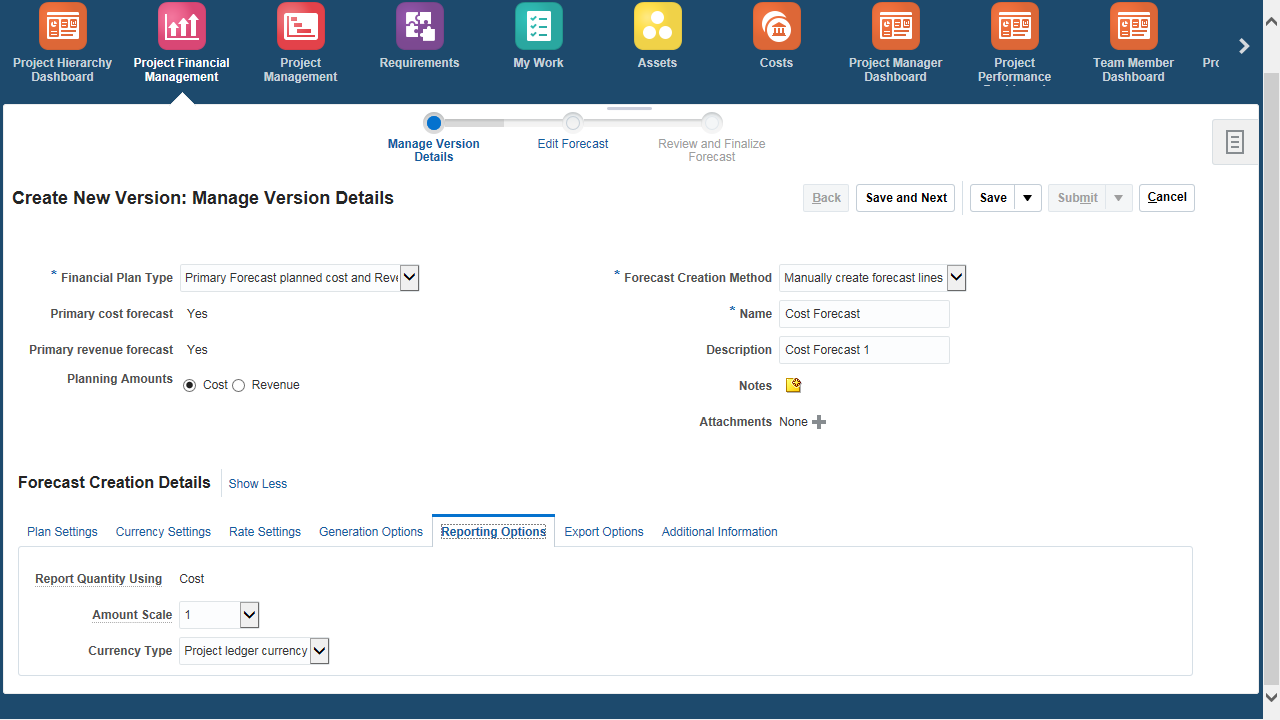 Project Hierarchy Dashboard
Project Financial Management
Project Management
Requirements
My Work
Assets
Costs
Project Manager Dashboard
Project Performance
Team Member Dashboard
Manage Version Details
Edit Forecast
Review and Finalize Forecast
Create New Version: Manage Version Details
Back
Save and Next
Save
Submit
Cancel
* Financial Plan Type Primary Forecast planned cost and Reve
Primary cost forecast Yes
Primary revenue forecast Yes
Planning Amounts Cost Revenue
* Forecast Creation Method Manually create forecast lines
* Name Cost Forecast
Description Cost Forecast 1
Notes
Attachments None
Forecast Creation Details Show Less
Plan Settings Currency Settings Rate Settings Generation Options Reporting Options Export Options Additional Information
Report Quantity Using Cost
Amount Scale 1
Currency Type Project ledger currency